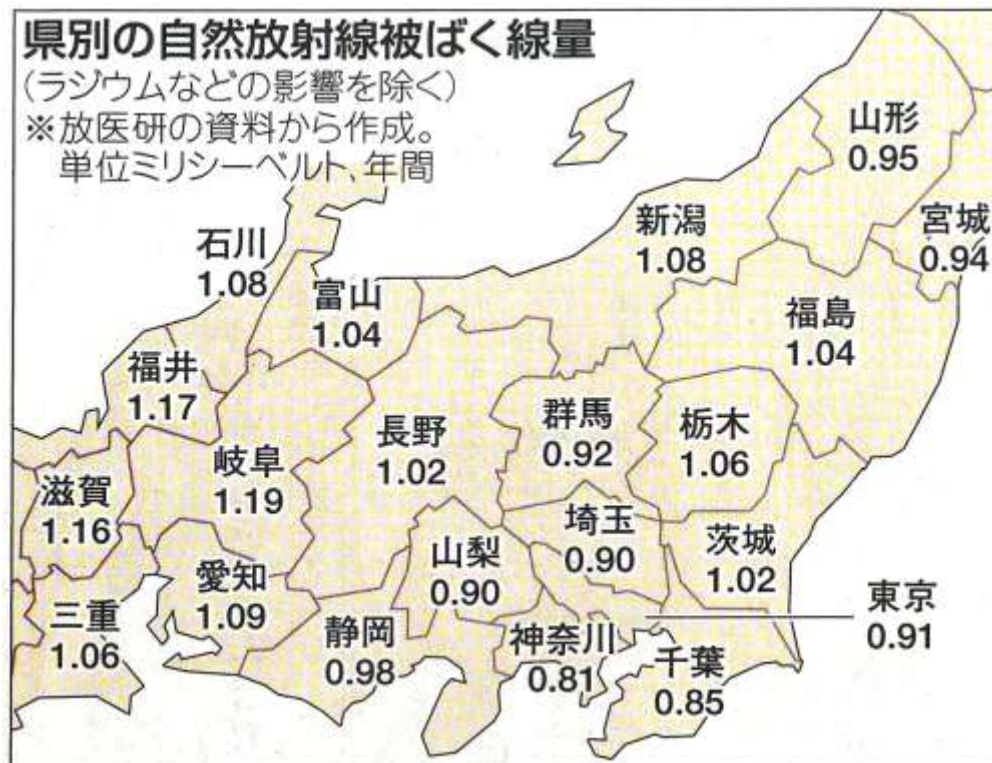 県別の自然放射線被ばく線量
(ラジウムなどの影響を除く)
※放医研の資料から作成。
単位ミリシーベルト、年間
山形
0.95
宮城
0.94
新潟
1.08
石川
1.08
富山
1.04
福島
1.04
福井
1.17
長野
1.02
群馬
0.92
栃木
1.06
岐阜
1.19
滋賀
1.16
埼玉
0.90
茨城
1.02
山梨
0.90
愛知
1.09
東京
0.91
三重
1.06
静岡
0.98
神奈川
0.81
千葉
0.85